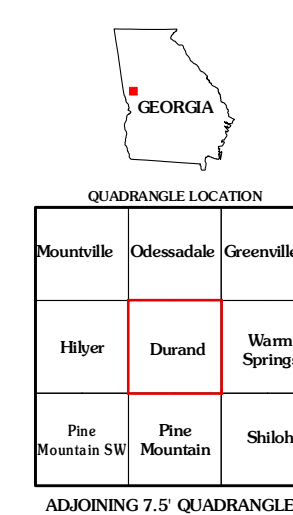 GEORGIA
QUADRANGLE LOCATION
Mountville Odessadale Greenville
Hilyer Durand Warm Springs
Pine Mountain SW Pine Mountain Shiloh
ADJOINING 7.5' QUADRANGLE